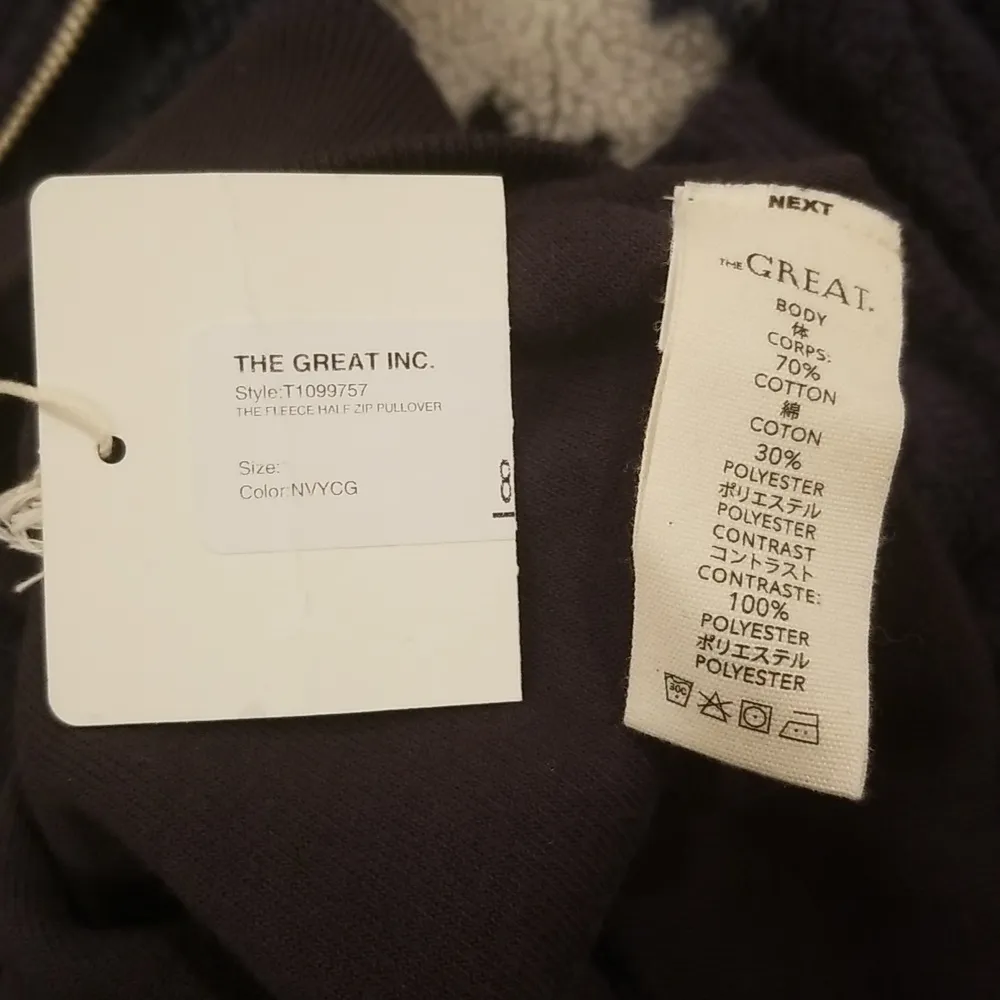 THE GREAT INC.
Style:T1099757
THE FLEECE HALF ZIP PULLOVER
Size:
Color:NVYCG
NEXT
THE GREAT.
BODY
体
CORPS:
70%
COTTON
綿
COTON
30%
POLYESTER
ポリエステル
POLYESTER
CONTRAST
コントラスト
CONTRASTE:
100%
POLYESTER
ポリエステル
POLYESTER
30C